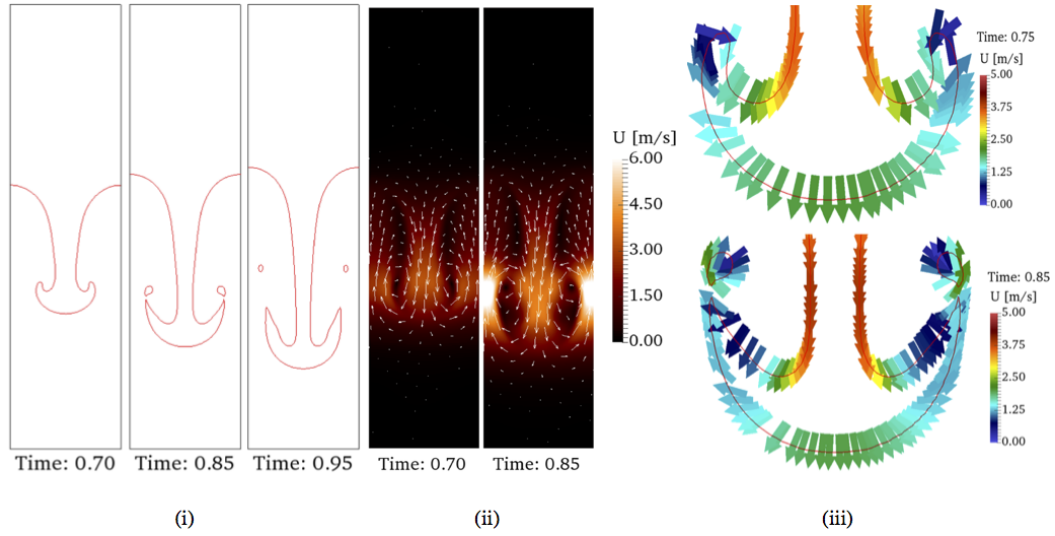 Time: 0.70
Time: 0.85
Time: 0.95
(i)
U [m/s]
6.00
4.50
3.00
1.50
0.00
Time: 0.70
Time: 0.85
(ii)
Time: 0.75
U [m/s]
5.00
3.75
2.50
1.25
0.00
Time: 0.85
U [m/s]
5.00
3.75
2.50
1.25
0.00
(iii)